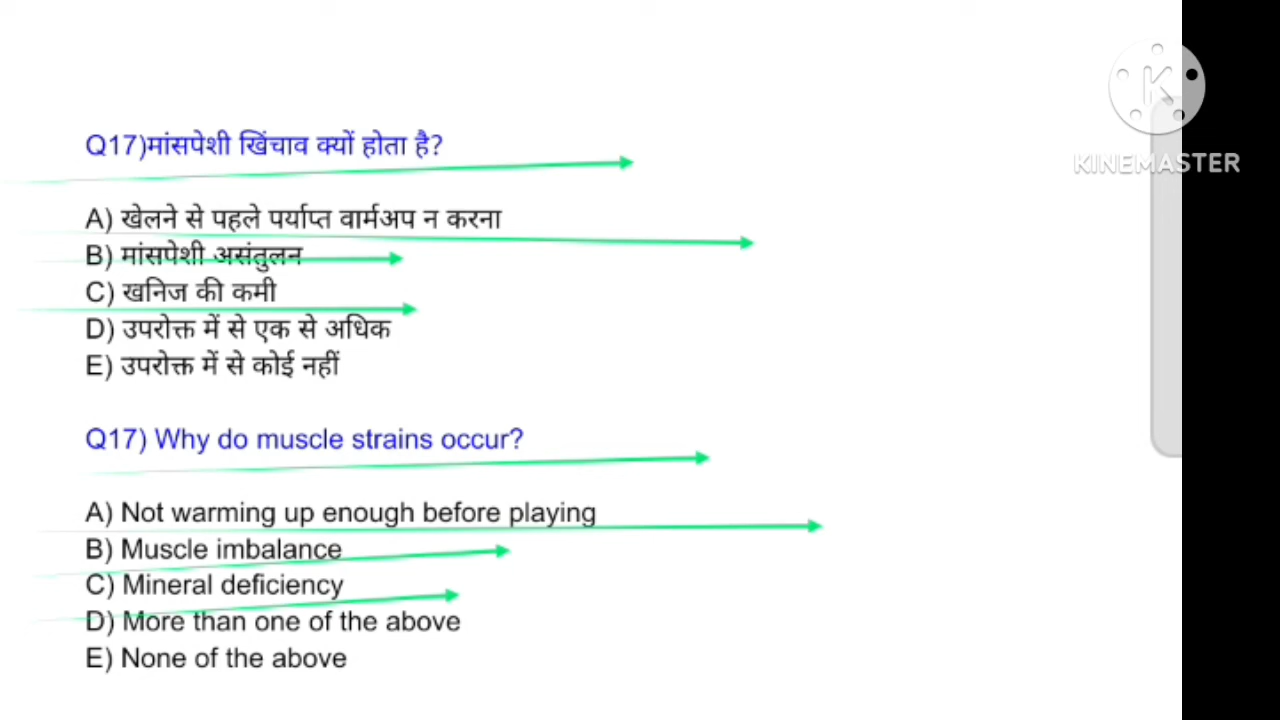 Q17)मांसपेशी खिंचाव क्यों होता है?
KINEMASTER
A) खेलने से पहले पर्याप्त वार्मअप न करना
B) मांसपेशी असंतुलन
C) खनिज की कमी
D) उपरोक्त में से एक से अधिक
E) उपरोक्त में से कोई नहीं
Q17) Why do muscle strains occur?
A) Not warming up enough before playing
B) Muscle imbalance
C) Mineral deficiency
D) More than one of the above
E) None of the above